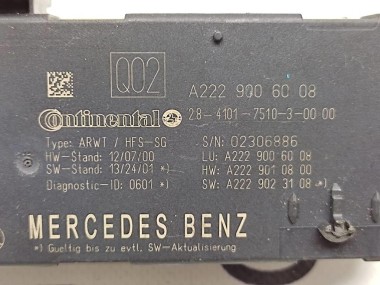 Q02
A222 900 60 08
Continental
28-4101-7510-3-00 00
Type: ARWT / HFS-SG
S/N: 02306886
HW-Stand: 12/07/00
LU: A222 900 60 08
SW-Stand: 13/24/01 *)
HW: A222 901 08 00
Diagnostic-ID: 0601 *)
SW: A222 902 31 08 *)
MERCEDES BENZ
*) Gueltig bis zu evtl. SW-Aktualisierung